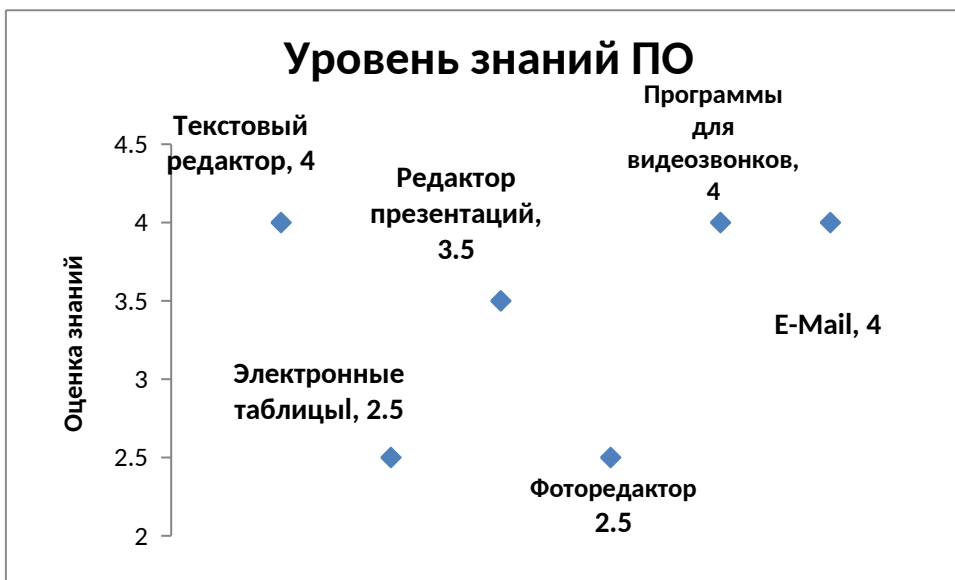 Уровень знаний ПО
Программы
для
видеозвонков,
4
Текстовый
редактор, 4
Редактор
презентаций,
3.5
E-Mail, 4
Электронные
таблицыl, 2.5
Фоторедактор
2.5
Оценка знаний
4.5
4
3.5
3
2.5
2